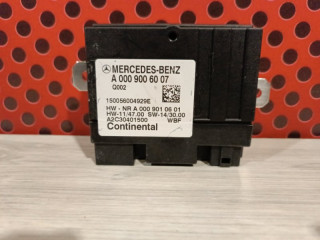 MERCEDES-BENZ
A 000 900 60 07
Q002
150056004929E
HW - NR A 000 901 06 01
HW-11/47.00 SW-14/30.00
A2C30401500 WBF
Continental